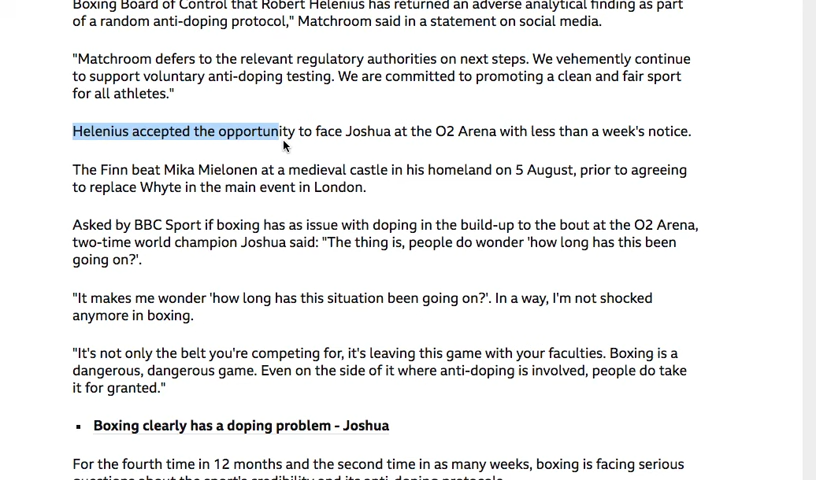 Boxing Board of Control that Robert Helenius has returned an adverse analytical finding as part
of a random anti-doping protocol," Matchroom said in a statement on social media.
"Matchroom defers to the relevant regulatory authorities on next steps. We vehemently continue
to support voluntary anti-doping testing. We are committed to promoting a clean and fair sport
for all athletes."
Helenius accepted the opportunity to face Joshua at the O2 Arena with less than a week's notice.
The Finn beat Mika Mielonen at a medieval castle in his homeland on 5 August, prior to agreeing
to replace Whyte in the main event in London.
Asked by BBC Sport if boxing has as issue with doping in the build-up to the bout at the O2 Arena,
two-time world champion Joshua said: "The thing is, people do wonder 'how long has this been
going on?'.
"It makes me wonder 'how long has this situation been going on?'. In a way, I'm not shocked
anymore in boxing.
"It's not only the belt you're competing for, it's leaving this game with your faculties. Boxing is a
dangerous, dangerous game. Even on the side of it where anti-doping is involved, people do take
it for granted."
▪ Boxing clearly has a doping problem - Joshua
For the fourth time in 12 months and the second time in as many weeks, boxing is facing serious
questions about the sport's credibility and its anti-doping protocols.